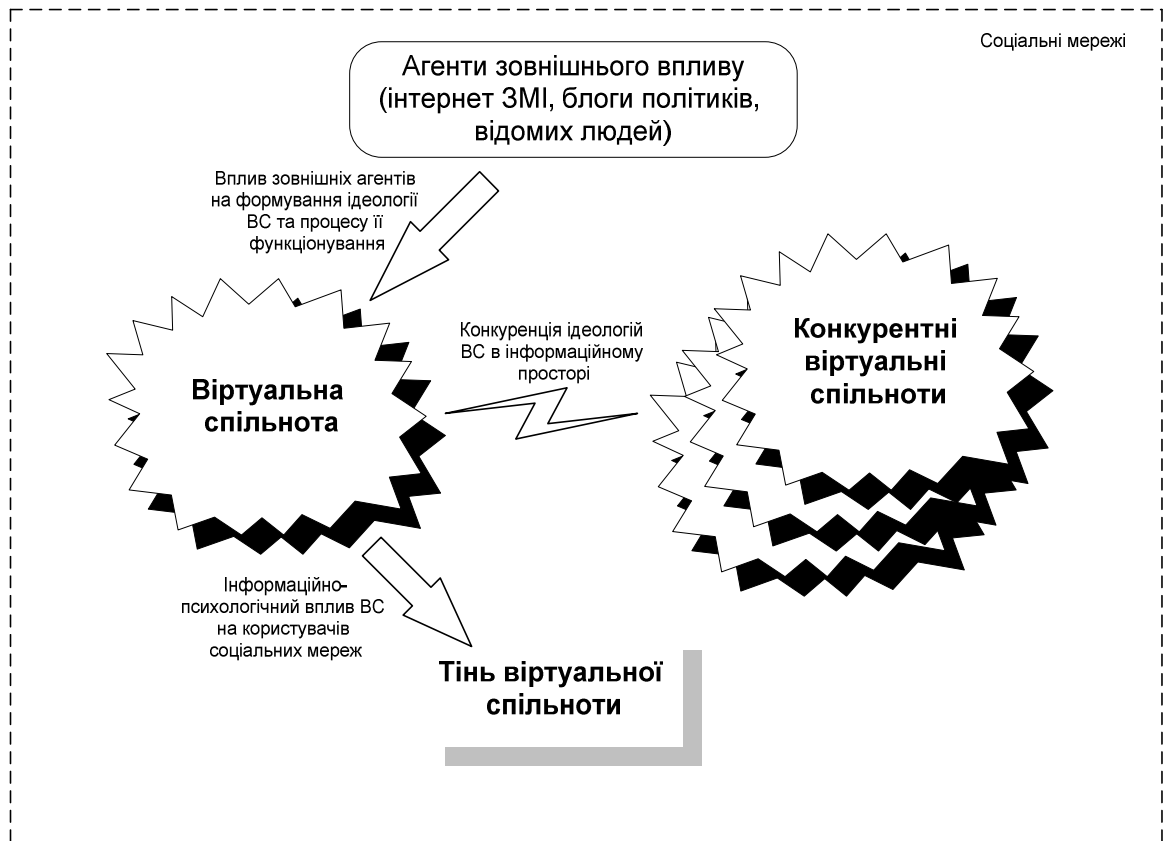 Соціальні мережі
Агенти зовнішнього впливу
(інтернет ЗМІ, блоги політиків,
відомих людей)
Вплив зовнішніх агентів
на формування ідеології
ВС та процесу її
функціонування
Віртуальна
спільнота
Конкуренція ідеологій
ВС в інформаційному
просторі
Конкурентні
віртуальні
спільноти
Інформаційно-
психологічний вплив ВС
на користувачів
соціальних мереж
Тінь віртуальної
спільноти